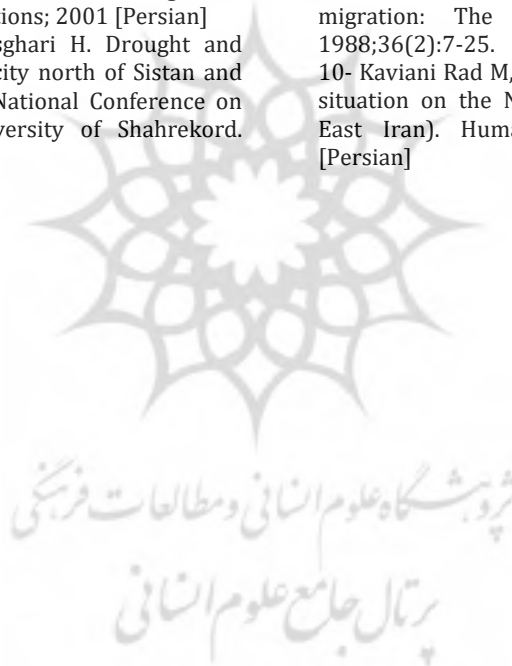 tions; 2001 [Persian]
sghari H. Drought and
city north of Sistan and
National Conference on
versity of Shahrekord.
migration: The
1988;36(2):7-25.
10- Kaviani Rad M,
situation on the N
East Iran). Huma
[Persian]
پژوهشگاه علوم انسانی و مطالعات فرهنگی
پرتال جامع علوم انسانی